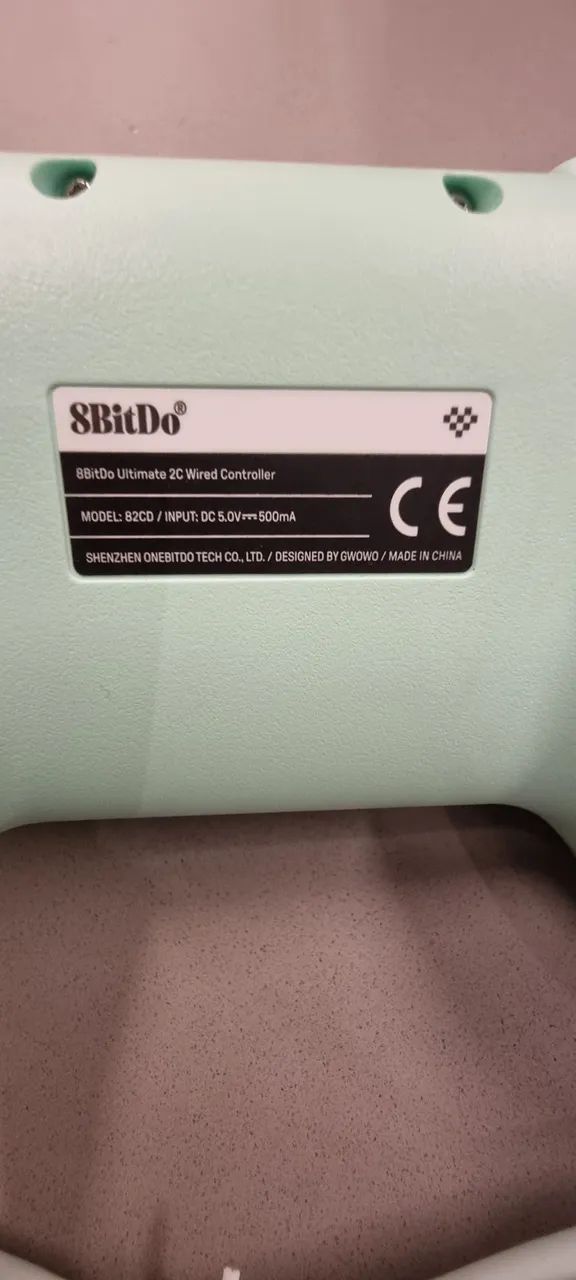 8BitDo®
8BitDo Ultimate 2C Wired Controller
MODEL: 82CD / INPUT: DC 5.0V⎓500mA
SHENZHEN ONEBITDO TECH CO., LTD. / DESIGNED BY GWOWO / MADE IN CHINA
CE